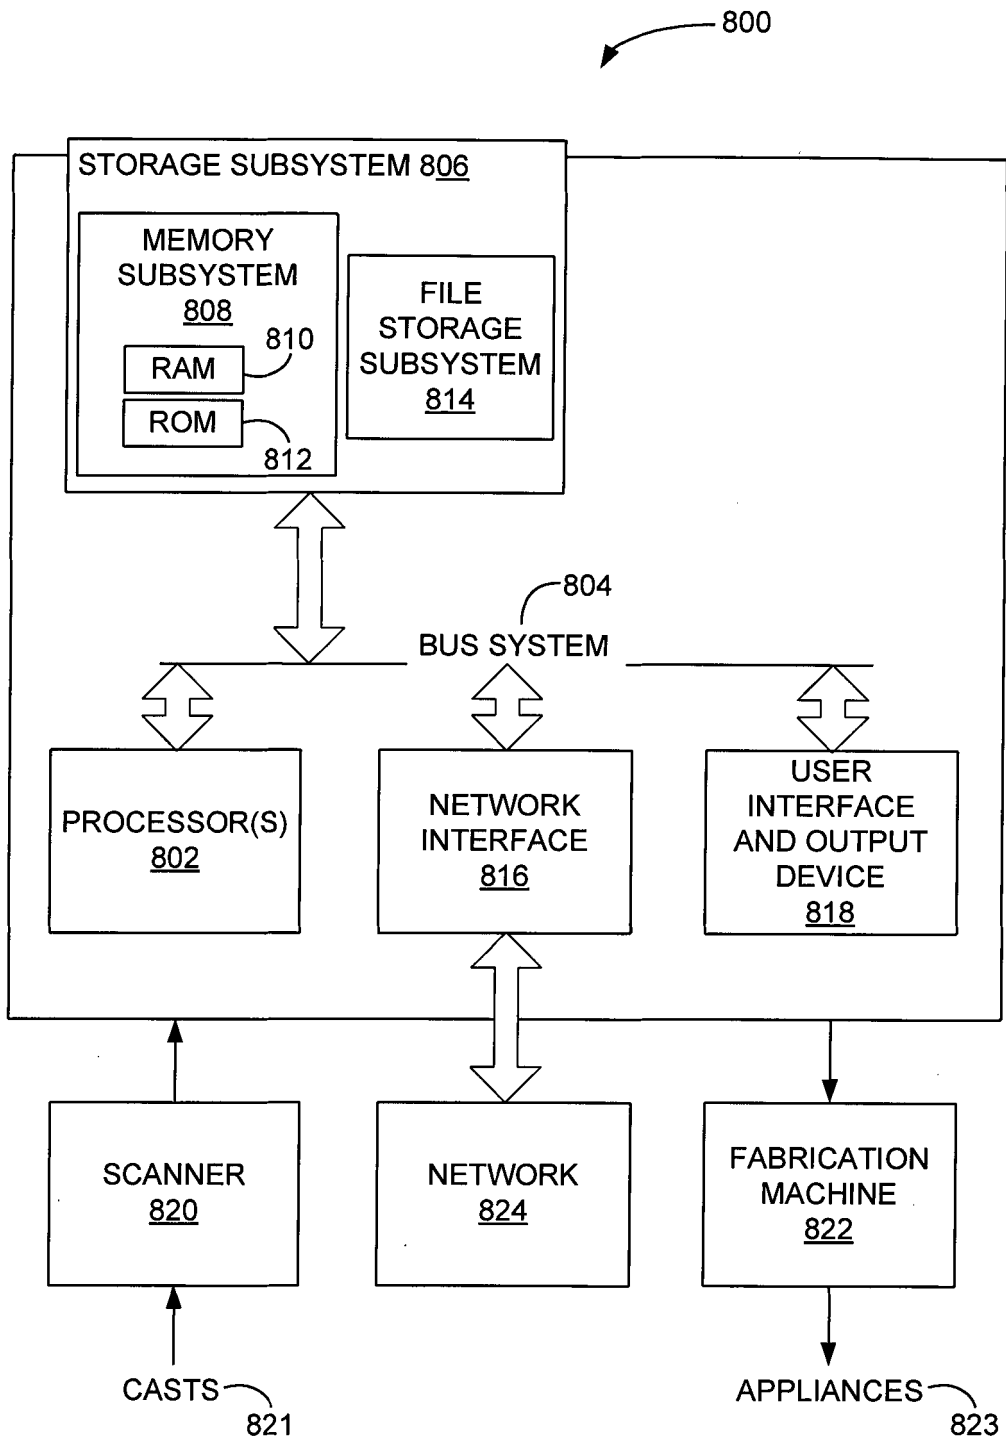 800
STORAGE SUBSYSTEM 806
MEMORY
SUBSYSTEM
808
810
RAM
ROM
812
FILE
STORAGE
SUBSYSTEM
814
804
BUS SYSTEM
PROCESSOR(S)
802
NETWORK
INTERFACE
816
USER
INTERFACE
AND OUTPUT
DEVICE
818
SCANNER
820
NETWORK
824
FABRICATION
MACHINE
822
CASTS
821
APPLIANCES
823